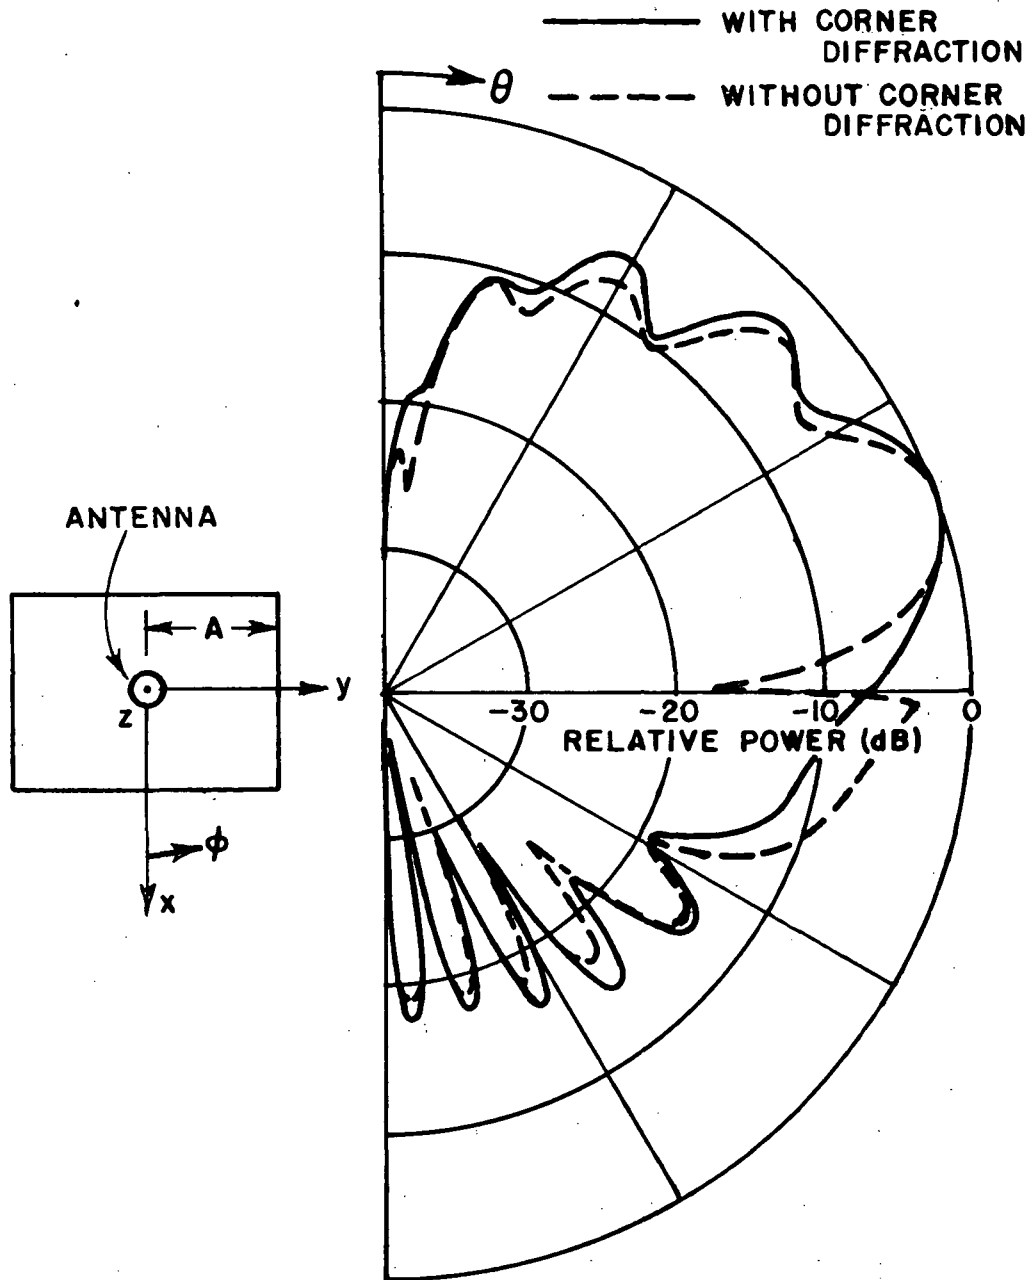 WITH CORNER
DIFFRACTION
θ
WITHOUT CORNER
DIFFRACTION
ANTENNA
A
y
z
-30
-20
-10
0
RELATIVE POWER (dB)
ϕ
x